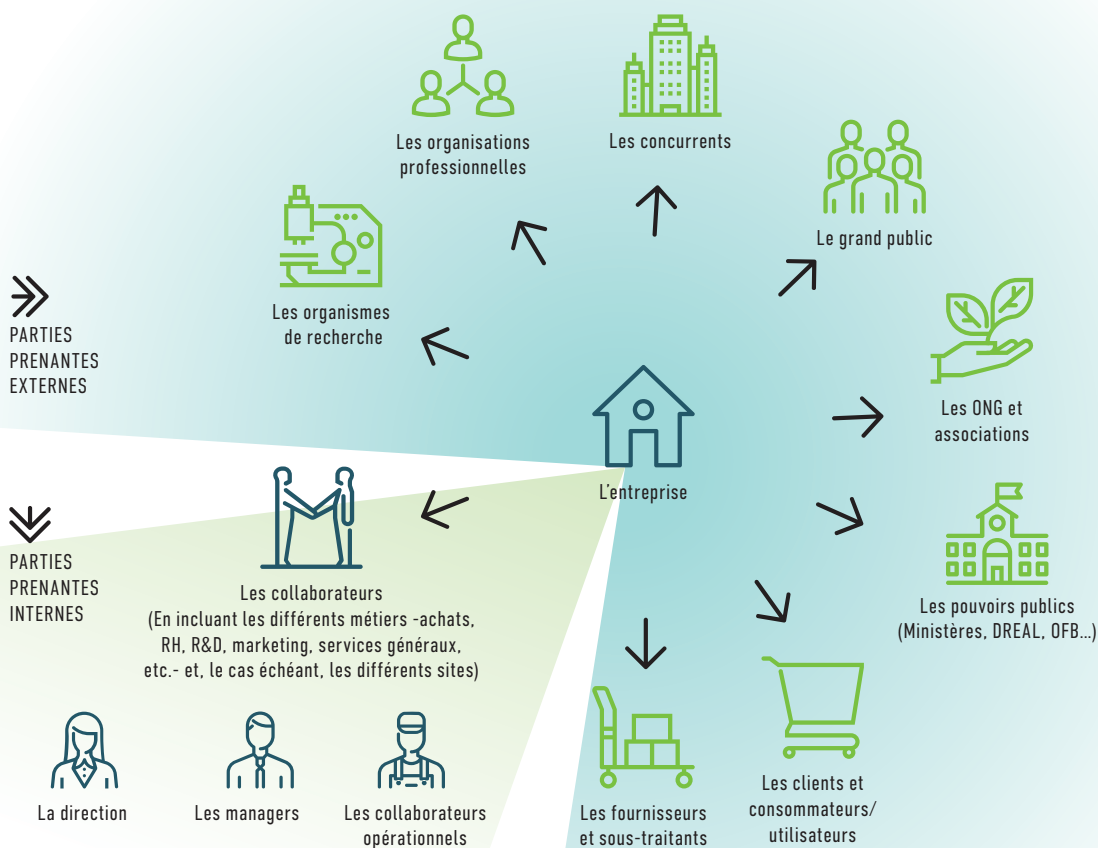 Les organisations
professionnelles
Les concurrents
Le grand public
Les organismes
de recherche
PARTIES
PRENANTES
EXTERNES
Les ONG et
associations
L'entreprise
PARTIES
PRENANTES
INTERNES
Les collaborateurs
(En incluant les différents métiers -achats,
RH, R&D, marketing, services généraux,
etc.- et, le cas échéant, les différents sites)
Les pouvoirs publics
(Ministères, DREAL, OFB...)
La direction
Les managers
Les collaborateurs
opérationnels
Les fournisseurs
et sous-traitants
Les clients et
consommateurs/
utilisateurs